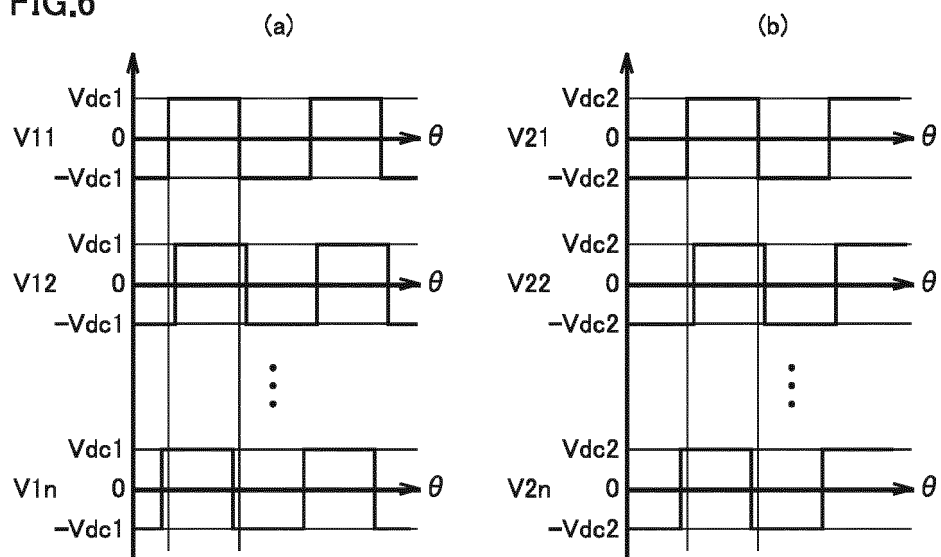 FIG.6
(a)
Vdc1
V11 0 θ
-Vdc1
Vdc1
V12 0 θ
-Vdc1
Vdc1
V1n 0 θ
-Vdc1
(b)
Vdc2
V21 0 θ
-Vdc2
Vdc2
V22 0 θ
-Vdc2
Vdc2
V2n 0 θ
-Vdc2